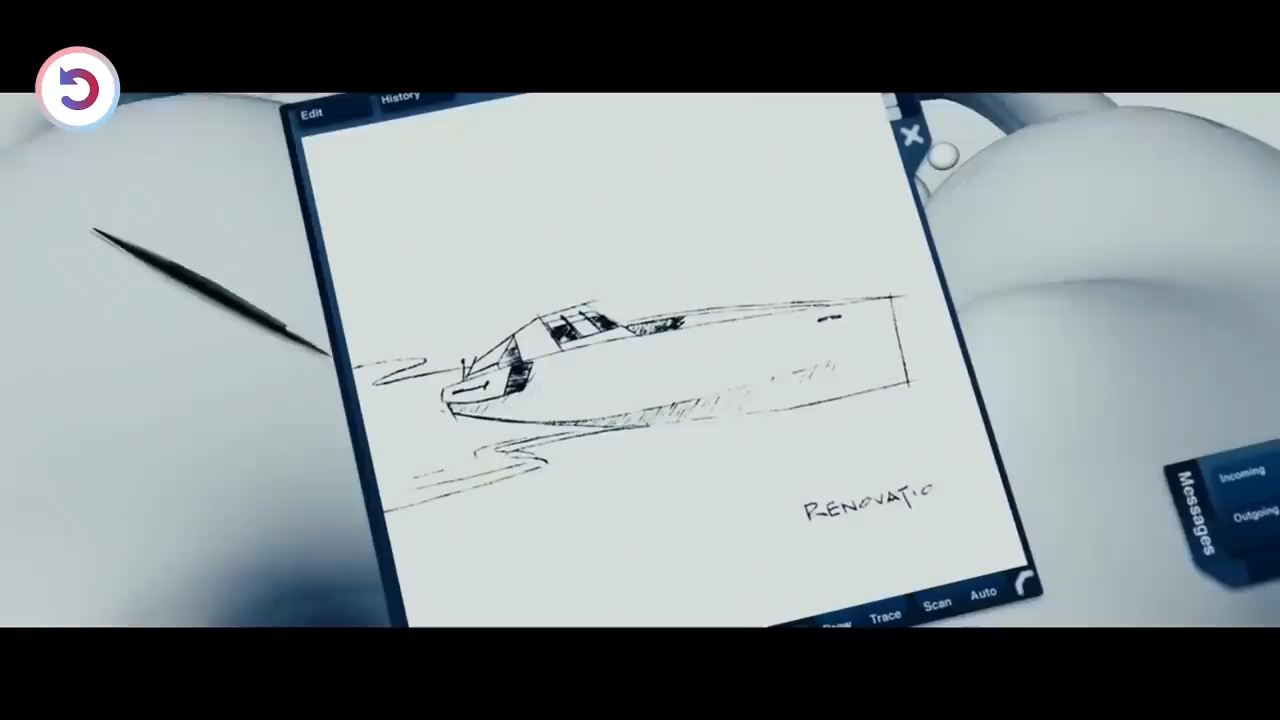 Edit
History
RENOVATIO
Messages
Incoming
Outgoing
Trace
Scan
Auto